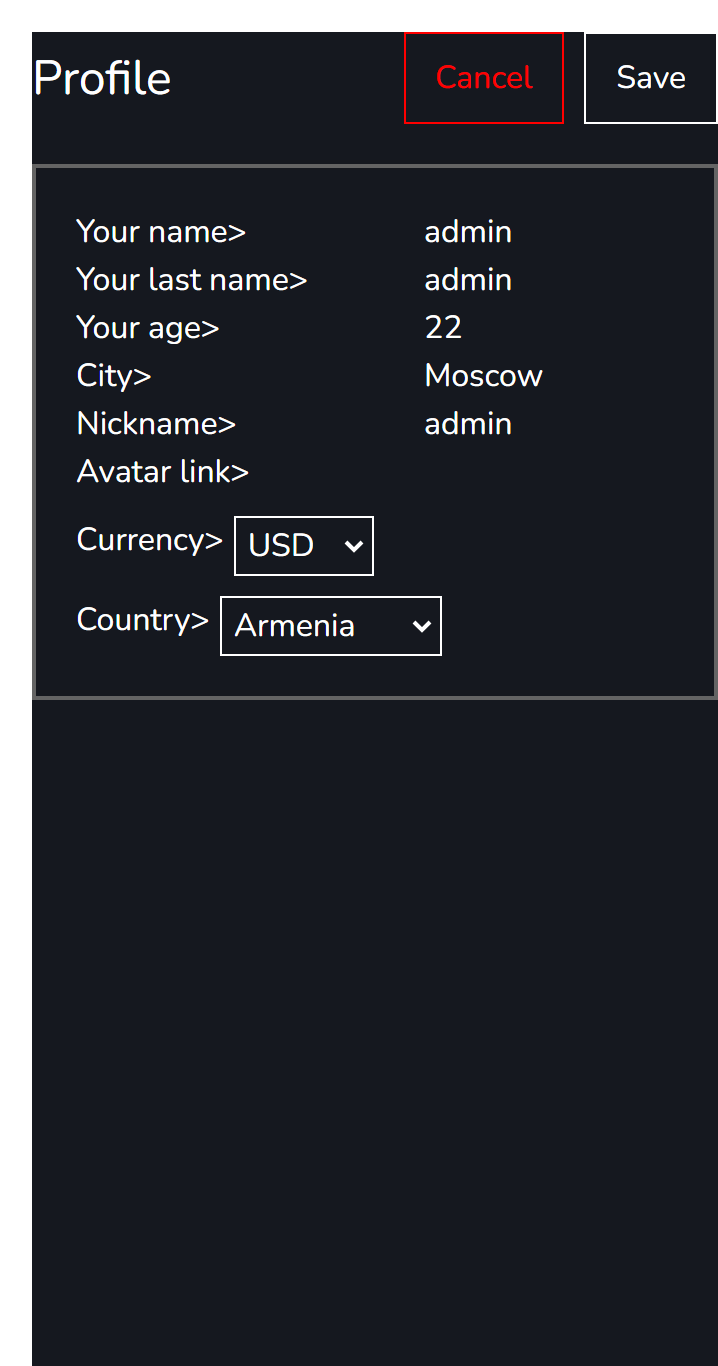 Profile Cancel Save
Your name> admin
Your last name> admin
Your age> 22
City> Moscow
Nickname> admin
Avatar link>
Currency> USD
Country> Armenia